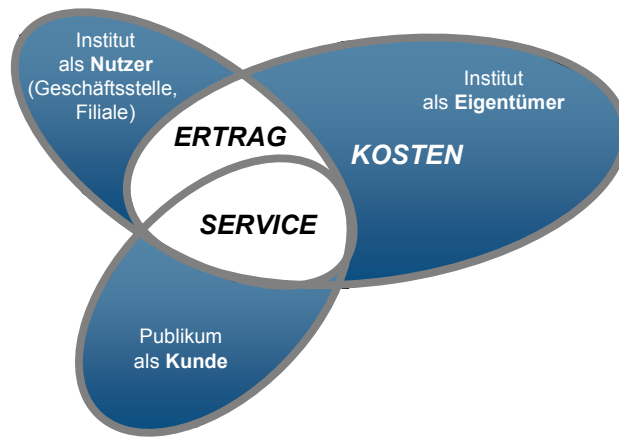 Institut
als Nutzer
(Geschäftsstelle,
Filiale)
Institut
als Eigentümer
ERTRAG
KOSTEN
SERVICE
Publikum
als Kunde